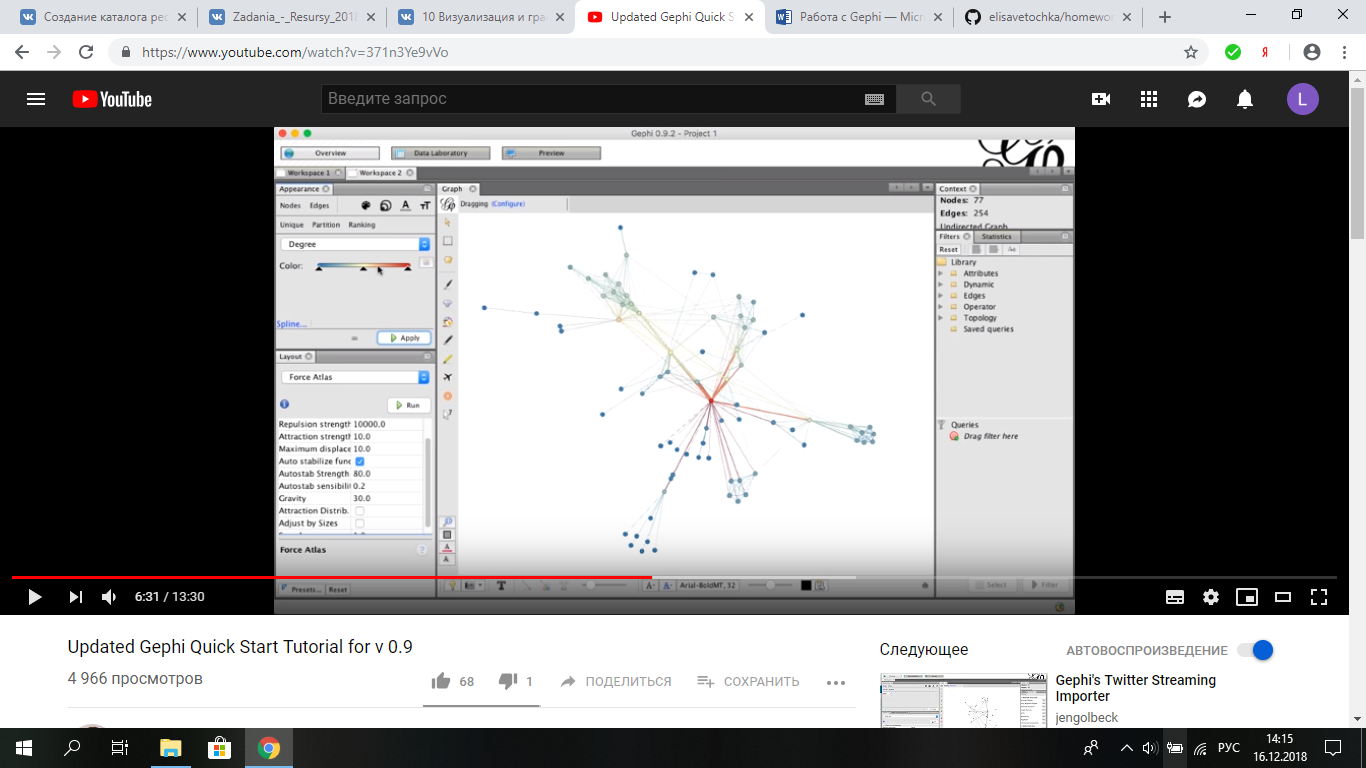 Создание каталога рес
Zadania_-_Resursy_2018
10 Визуализация и гра
Updated Gephi Quick S
Работа с Gephi — Micr
elisavetochka/homewor
https://www.youtube.com/watch?v=371n3Ye9vVo
Я
YouTube
Введите запрос
L
Gephi 0.9.2 - Project 1
Overview
Data Laboratory
Preview
Workspace 1
Workspace 2
Appearance
Nodes Edges
T
Unique Partition Ranking
Degree
Color:
Spline...
Apply
Layout
Force Atlas
Run
Repulsion strengt 10000.0
Attraction strengt 10.0
Maximum displace 10.0
Auto stabilize func
Autostab Strength 80.0
Autostab sensibili 0.2
Gravity 30.0
Attraction Distrib.
Adjust by Sizes
Force Atlas
Presets... Reset
Graph
Dragging (Configure)
T
A- A- Arial-BoldMT, 32
Context
Nodes: 77
Edges: 254
Undirected Graph
Filters
Statistics
Reset
Library
Attributes
Dynamic
Edges
Operator
Topology
Saved queries
Queries
Drag filter here
Select
Filter
6:31 / 13:30
Updated Gephi Quick Start Tutorial for v 0.9
4 966 просмотров
68
1
ПОДЕЛИТЬСЯ
СОХРАНИТЬ
Следующее
АВТОВОСПРОИЗВЕДЕНИЕ
Gephi's Twitter Streaming
Importer
jengolbeck
РУС
14:15
16.12.2018